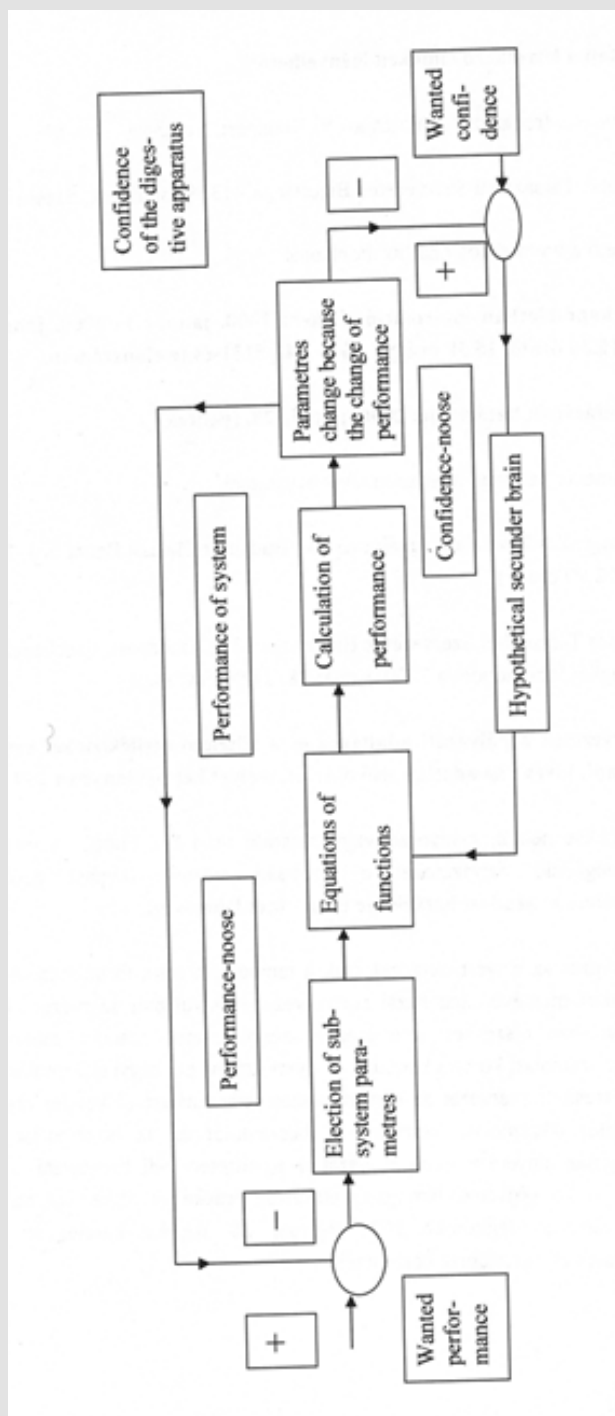 Confidence
of the diges-
tive apparatus
Performance-noose
Performance of system
+
−
Election of sub-
system para-
metres
Equations of
functions
Calculation of
performance
Parametres
change because
the change of
performance
−
Wanted
perfor-
mance
Confidence-noose
+
Wanted
confi-
dence
Hypothetical secunder brain